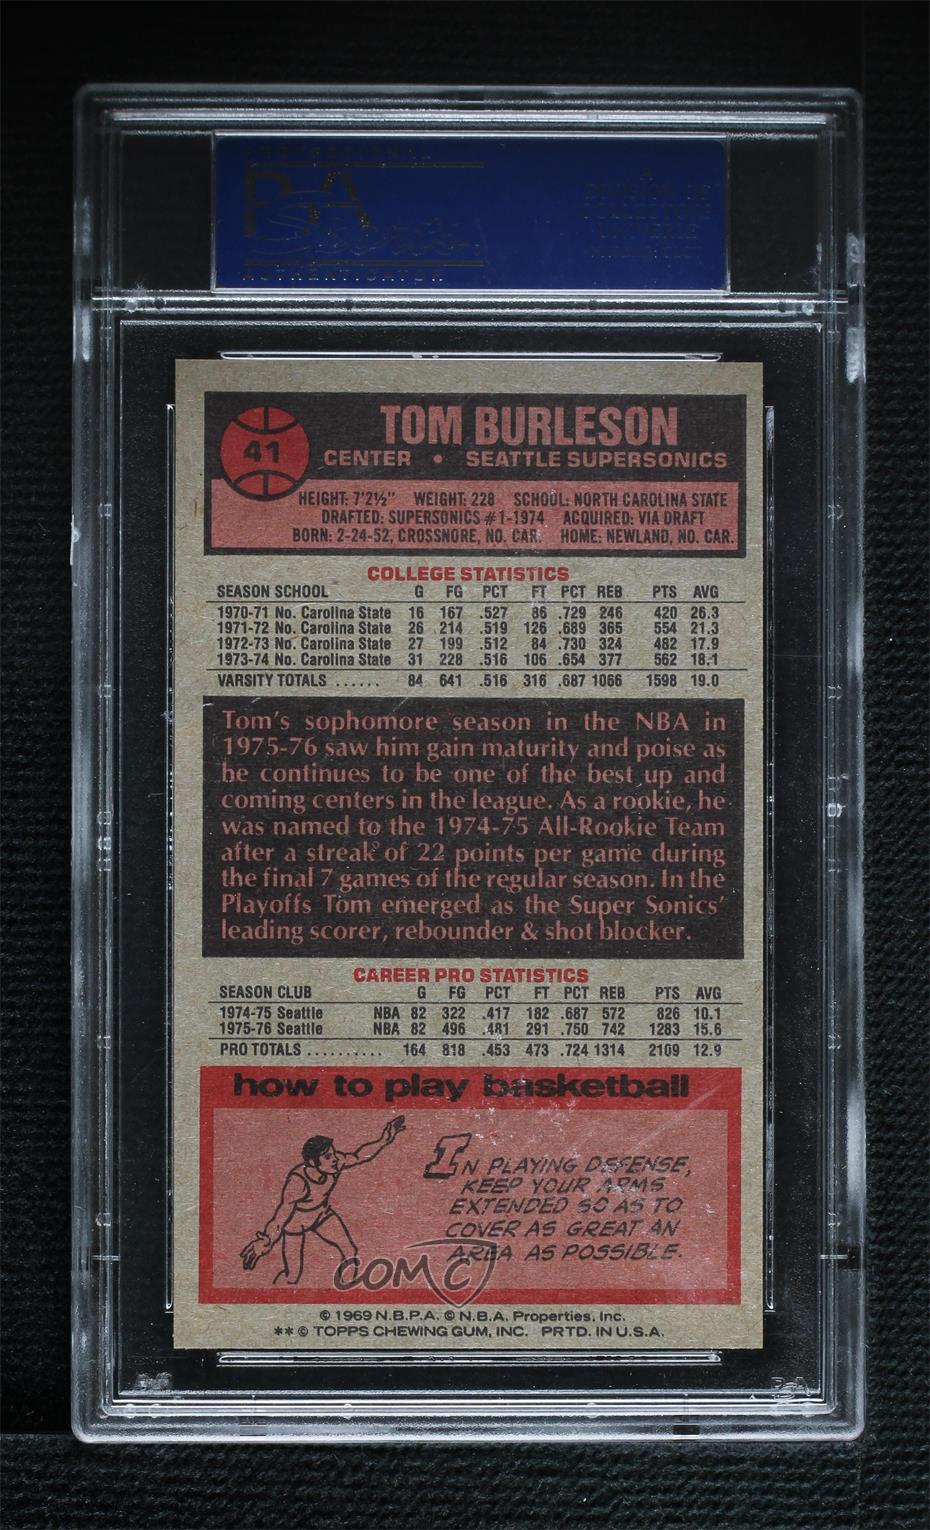 PROFESSIONAL
PSA
Sports
AUTHENTICATOR
A
DIVISION OF
COLLECTORS
UNIVERSE
41
TOM BURLESON
CENTER • SEATTLE SUPERSONICS
HEIGHT: 7'2½" WEIGHT: 228 SCHOOL: NORTH CAROLINA STATE
DRAFTED: SUPERSONICS #1-1974 ACQUIRED: VIA DRAFT
BORN: 2-24-52, CROSSNORE, NO. CAR. HOME: NEWLAND, NO. CAR.
COLLEGE STATISTICS
SEASON SCHOOL G FG PCT FT PCT REB PTS AVG
1970-71 No. Carolina State 16 167 .527 86 .729 246 420 26.3
1971-72 No. Carolina State 26 214 .519 126 .689 365 554 21.3
1972-73 No. Carolina State 27 199 .512 84 .730 324 482 17.9
1973-74 No. Carolina State 31 228 .516 106 .654 377 562 18.1
VARSITY TOTALS ...... 84 641 .516 316 .687 1066 1598 19.0
Tom's sophomore season in the NBA in
1975-76 saw him gain maturity and poise as
he continues to be one of the best up and
coming centers in the league. As a rookie, he
was named to the 1974-75 All-Rookie Team
after a streak of 22 points per game during
the final 7 games of the regular season. In the
Playoffs Tom emerged as the Super Sonics'
leading scorer, rebounder & shot blocker.
CAREER PRO STATISTICS
SEASON CLUB G FG PCT FT PCT REB PTS AVG
1974-75 Seattle NBA 82 322 .417 182 .687 572 826 10.1
1975-76 Seattle NBA 82 496 .481 291 .750 742 1283 15.6
PRO TOTALS .......... 164 818 .453 473 .724 1314 2109 12.9
how to play basketball
IN PLAYING DEFENSE,
KEEP YOUR ARMS
EXTENDED SO AS TO
COVER AS GREAT AN
AREA AS POSSIBLE.
COMC
© 1969 N.B.P.A. © N.B.A. Properties, Inc.
** © TOPPS CHEWING GUM, INC. PRTD. IN U.S.A.
PSA